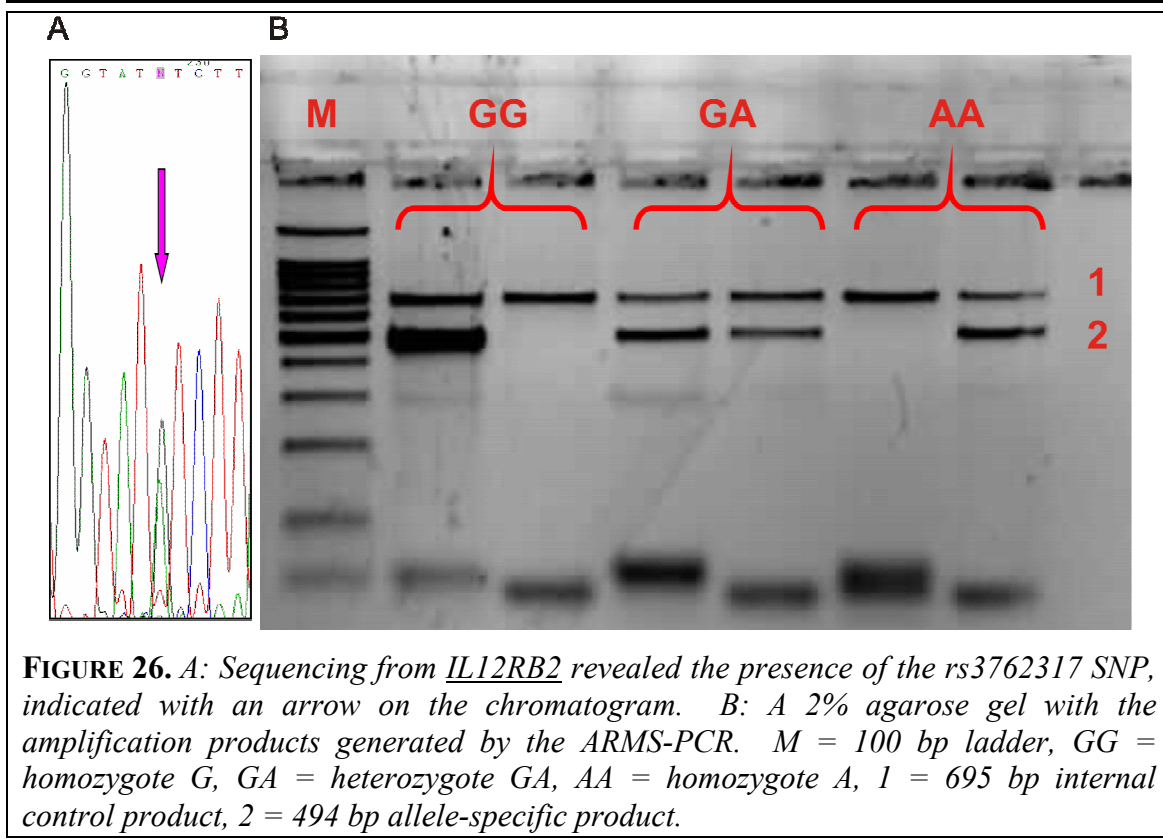 A B
G G T A T N T C T T
M GG GA AA
1
2
FIGURE 26. A: Sequencing from IL12RB2 revealed the presence of the rs3762317 SNP,
indicated with an arrow on the chromatogram. B: A 2% agarose gel with the
amplification products generated by the ARMS-PCR. M = 100 bp ladder, GG =
homozygote G, GA = heterozygote GA, AA = homozygote A, 1 = 695 bp internal
control product, 2 = 494 bp allele-specific product.